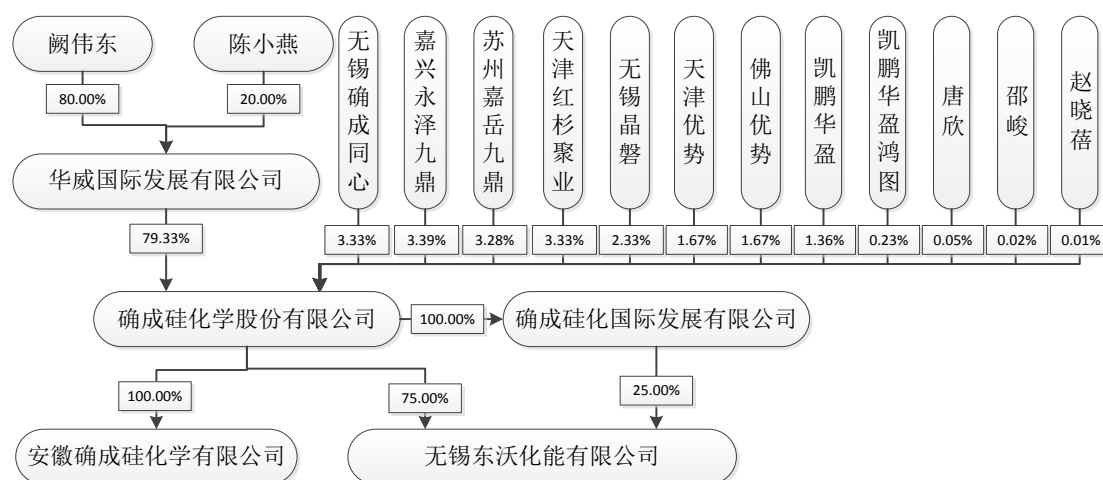 阙伟东
陈小燕
无锡确成同心
嘉兴永泽九鼎
苏州嘉岳九鼎
天津红杉聚业
无锡晶磐
天津优势
佛山优势
凯鹏华盈
凯鹏华盈鸿图
唐欣
邵峻
赵晓蓓
80.00%
20.00%
华威国际发展有限公司
79.33%
3.33%
3.39%
3.28%
3.33%
2.33%
1.67%
1.67%
1.36%
0.23%
0.05%
0.02%
0.01%
确成硅化学股份有限公司
100.00%
确成硅化国际发展有限公司
100.00%
75.00%
25.00%
安徽确成硅化学有限公司
无锡东沃化能有限公司